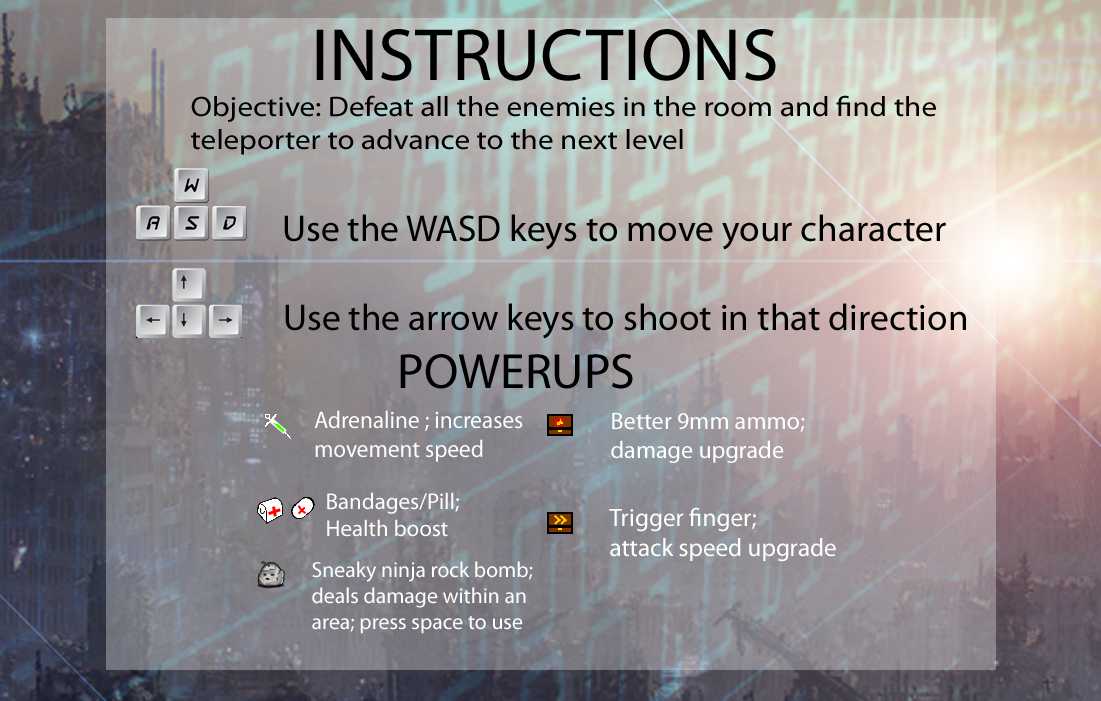 INSTRUCTIONS
Objective: Defeat all the enemies in the room and find the
teleporter to advance to the next level
W
A S D
Use the WASD keys to move your character
↑
← ↓ →
Use the arrow keys to shoot in that direction
POWERUPS
Adrenaline ; increases
movement speed
Better 9mm ammo;
damage upgrade
Bandages/Pill;
Health boost
Trigger finger;
attack speed upgrade
Sneaky ninja rock bomb;
deals damage within an
area; press space to use